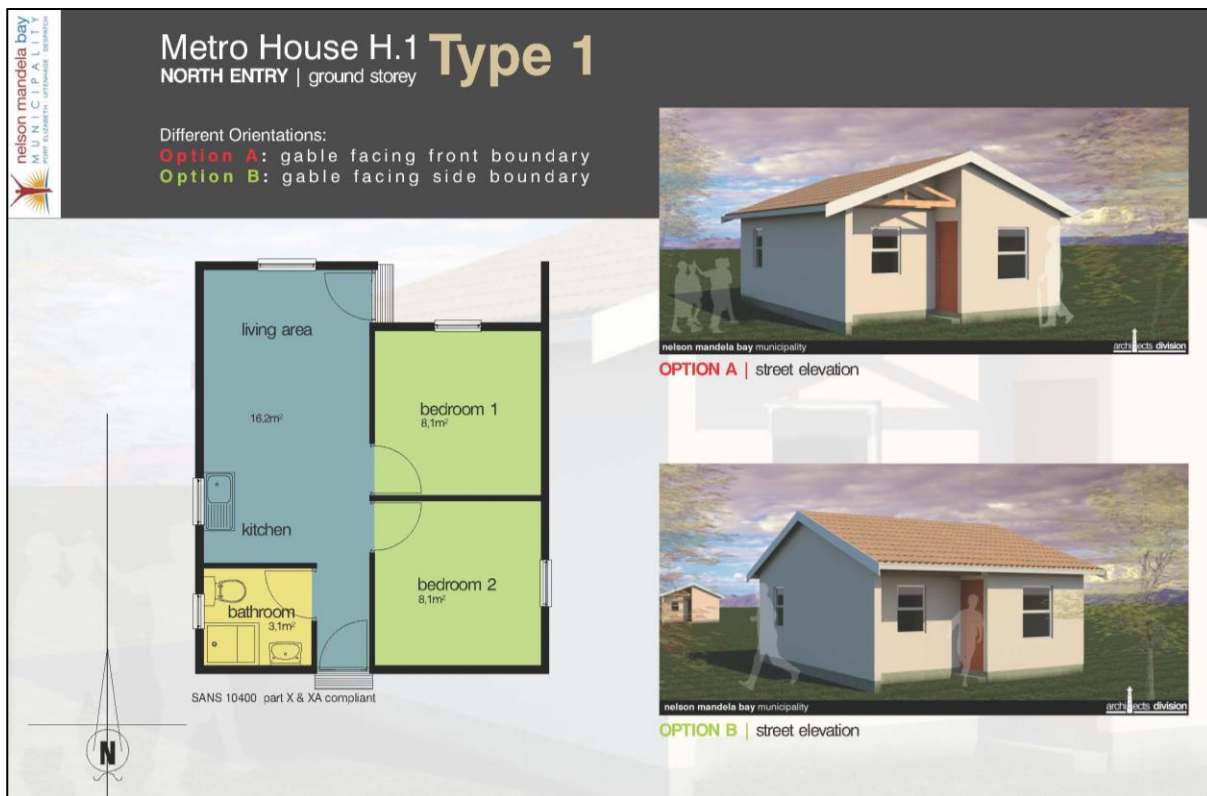 nelson mandela bay
MUNICIPALITY
PORT ELIZABETH | UITENHAGE | DESPATCH
Metro House H.1 Type 1
NORTH ENTRY | ground storey
Different Orientations:
Option A: gable facing front boundary
Option B: gable facing side boundary
living area
16,2m²
kitchen
bedroom 1
8,1m²
bedroom 2
8,1m²
bathroom
3,1m²
SANS 10400 part X & XA compliant
N
nelson mandela bay municipality
architects division
OPTION A | street elevation
nelson mandela bay municipality
architects division
OPTION B | street elevation